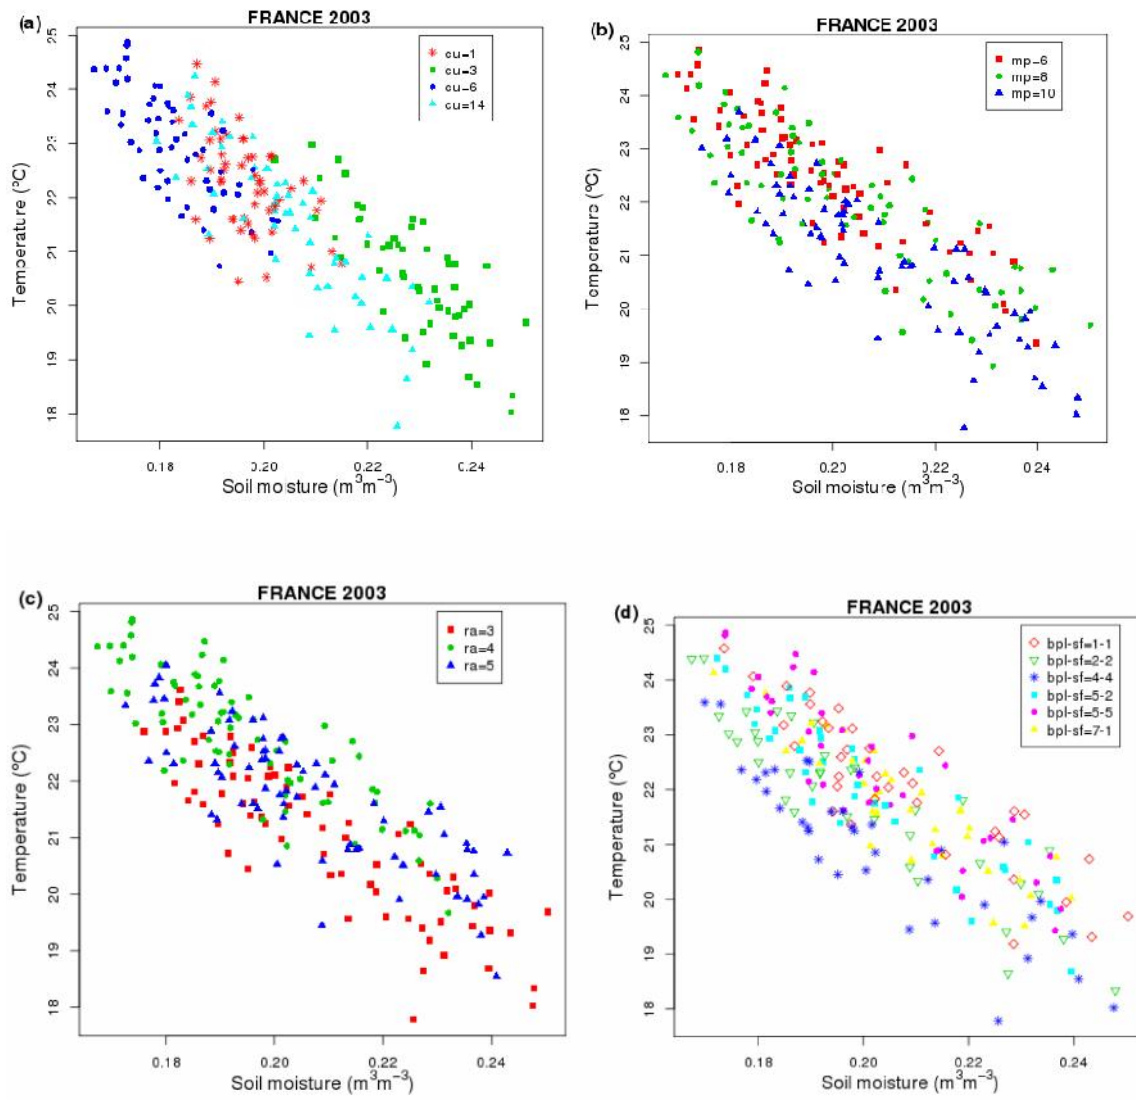 (a)
FRANCE 2003
cu=1
cu=3
cu=6
cu=14
25
24
23
22
21
20
19
18
Temperature (ºC)
0.18 0.20 0.22 0.24
Soil moisture (m³m⁻³)
(b)
FRANCE 2003
mp=6
mp=8
mp=10
25
24
23
22
21
20
19
18
Temperature (ºC)
0.18 0.20 0.22 0.24
Soil moisture (m³m⁻³)
(c)
FRANCE 2003
ra=3
ra=4
ra=5
25
24
23
22
21
20
19
18
Temperature (ºC)
0.18 0.20 0.22 0.24
Soil moisture (m³m⁻³)
(d)
FRANCE 2003
bpl-sf=1-1
bpl-sf=2-2
bpl-sf=4-4
bpl-sf=5-2
bpl-sf=5-5
bpl-sf=7-1
25
24
23
22
21
20
19
18
Temperature (ºC)
0.18 0.20 0.22 0.24
Soil moisture (m³m⁻³)